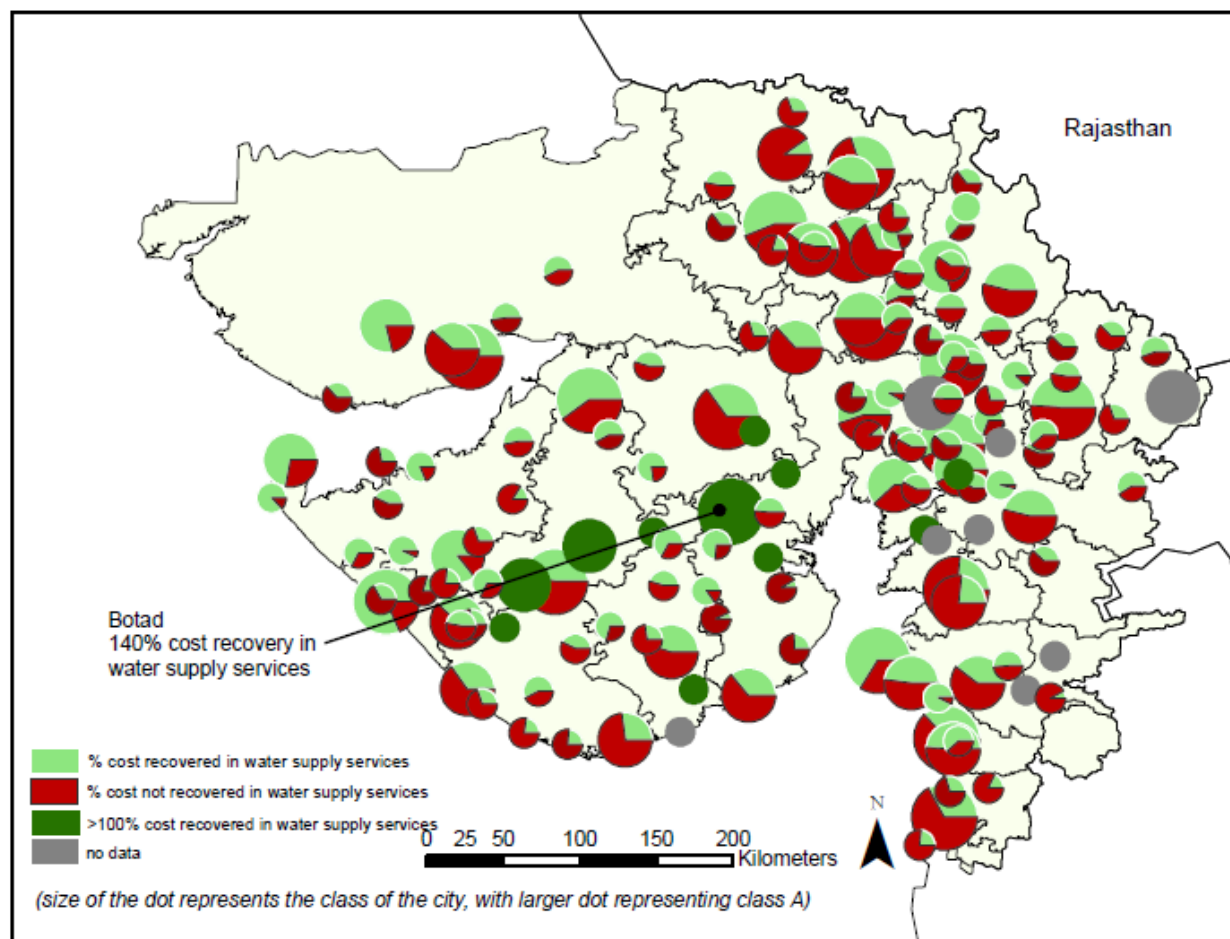 Rajasthan
Botad
140% cost recovery in
water supply services
% cost recovered in water supply services
% cost not recovered in water supply services
>100% cost recovered in water supply services
no data
N
0 25 50 100 150 200
Kilometers
(size of the dot represents the class of the city, with larger dot representing class A)